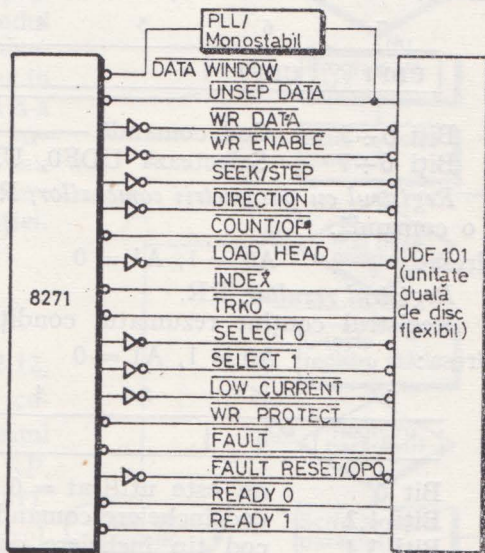 PLL/
Monostabil
DATA WINDOW
UNSEP DATA
WR DATA
WR ENABLE
SEEK/STEP
DIRECTION
COUNT/OPI
LOAD HEAD
INDEX
TRKO
SELECT 0
SELECT 1
LOW CURRENT
WR PROTECT
FAULT
FAULT RESET/OPO
READY 0
READY 1
8271
UDF 101
(unitate
duală
de disc
flexibil)